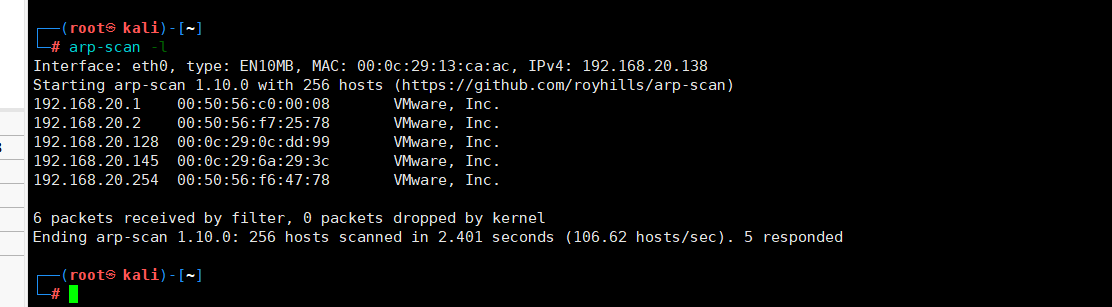 ┌──(root㉿ kali)-[~]
└─# arp-scan -l
Interface: eth0, type: EN10MB, MAC: 00:0c:29:13:ca:ac, IPv4: 192.168.20.138
Starting arp-scan 1.10.0 with 256 hosts (https://github.com/royhills/arp-scan)
192.168.20.1    00:50:56:c0:00:08       VMware, Inc.
192.168.20.2    00:50:56:f7:25:78       VMware, Inc.
192.168.20.128  00:0c:29:0c:dd:99       VMware, Inc.
192.168.20.145  00:0c:29:6a:29:3c       VMware, Inc.
192.168.20.254  00:50:56:f6:47:78       VMware, Inc.
6 packets received by filter, 0 packets dropped by kernel
Ending arp-scan 1.10.0: 256 hosts scanned in 2.401 seconds (106.62 hosts/sec). 5 responded
┌──(root㉿ kali)-[~]
└─#